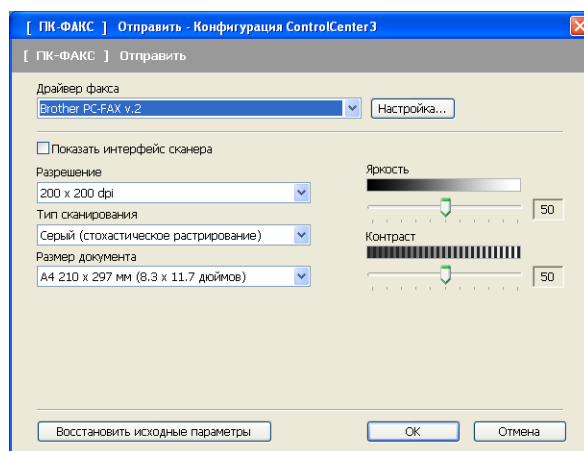 [ ПК-ФАКС ] Отправить - Конфигурация ControlCenter3
[ ПК-ФАКС ] Отправить
Драйвер факса
Brother PC-FAX v.2
Настройка...
Показать интерфейс сканера
Разрешение
200 x 200 dpi
Тип сканирования
Серый (стохастическое растрирование)
Размер документа
A4 210 x 297 мм (8.3 x 11.7 дюймов)
Яркость
50
Контраст
50
Восстановить исходные параметры
OK
Отмена